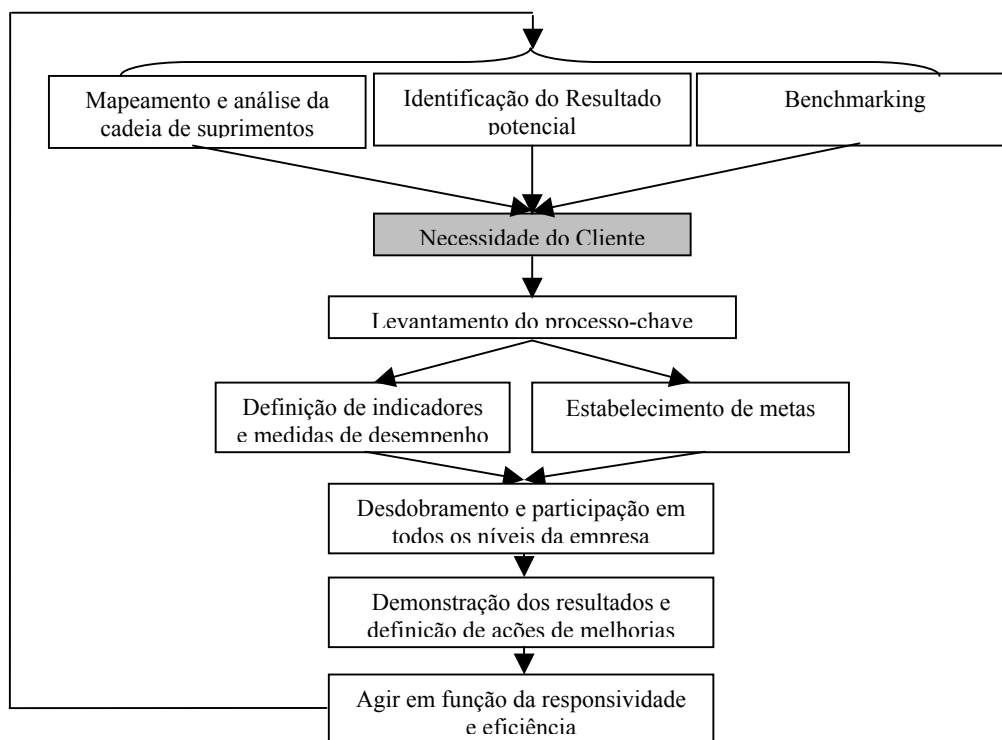 Mapeamento e análise da
cadeia de suprimentos
Identificação do Resultado
potencial
Benchmarking
Necessidade do Cliente
Levantamento do processo-chave
Definição de indicadores
e medidas de desempenho
Estabelecimento de metas
Desdobramento e participação em
todos os níveis da empresa
Demonstração dos resultados e
definição de ações de melhorias
Agir em função da responsividade
e eficiência